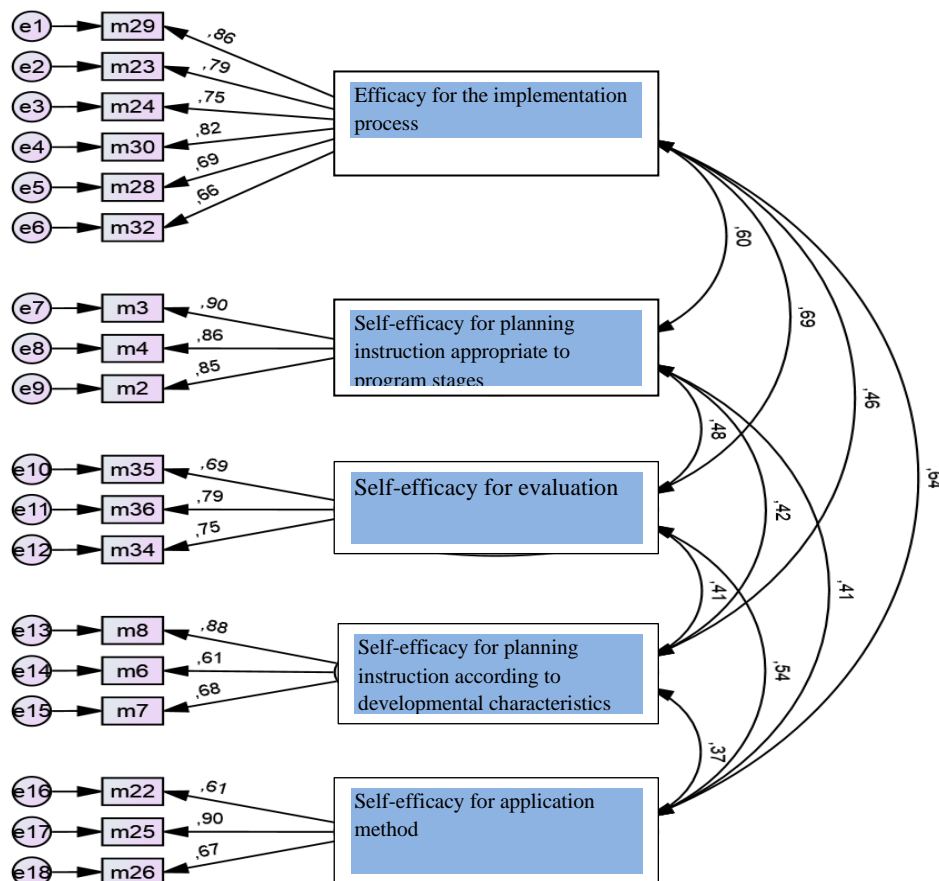 e1 m29 ,86
e2 m23 ,79
e3 m24 ,75
e4 m30 ,82
e5 m28 ,69
e6 m32 ,66
Efficacy for the implementation
process
,60
e7 m3 ,90
e8 m4 ,86
e9 m2 ,85
Self-efficacy for planning
instruction appropriate to
program stages
,69
,46
,64
,48
e10 m35 ,69
e11 m36 ,79
e12 m34 ,75
Self-efficacy for evaluation
,42
,41
,41
e13 m8 ,88
e14 m6 ,61
e15 m7 ,68
Self-efficacy for planning
instruction according to
developmental characteristics
,54
,37
e16 m22 ,61
e17 m25 ,90
e18 m26 ,67
Self-efficacy for application
method